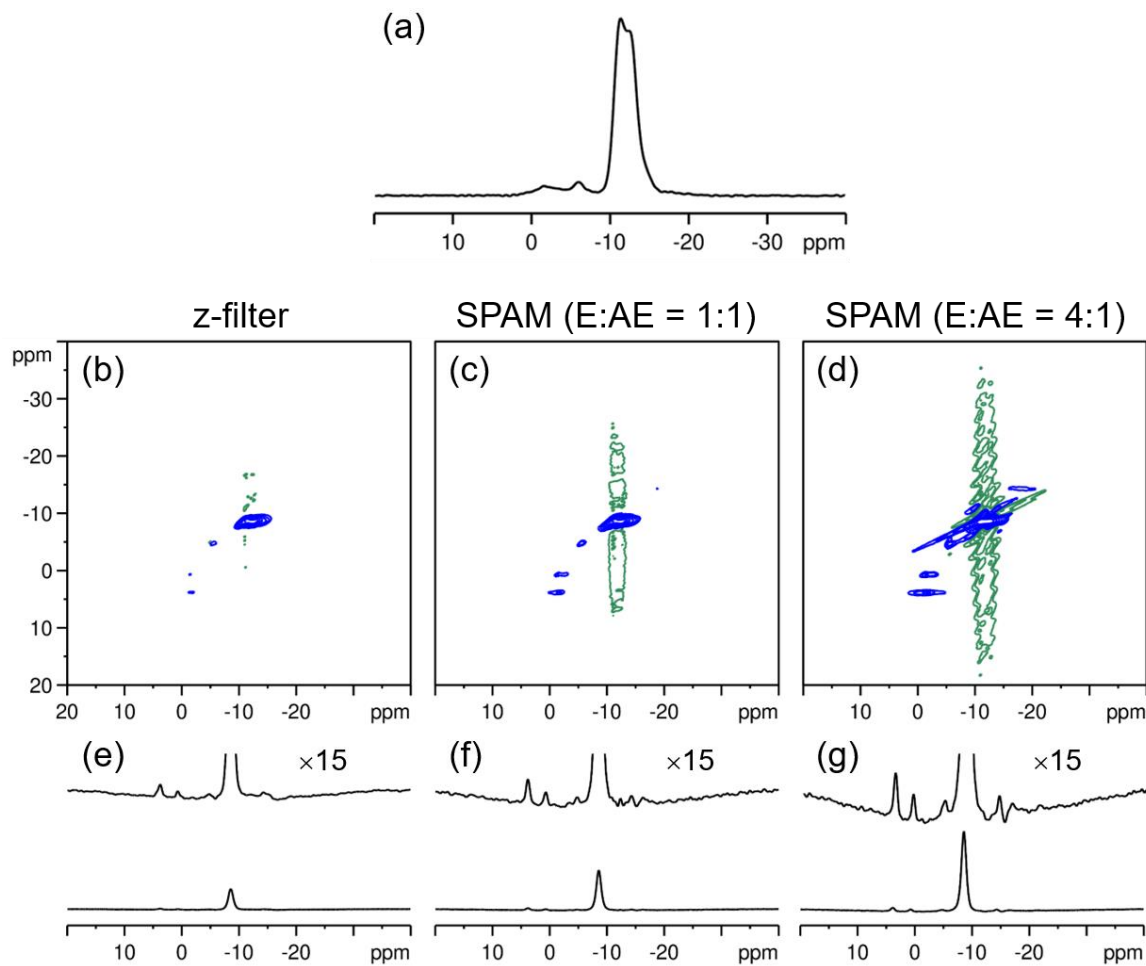 (a)
10 0 -10 -20 -30 ppm
z-filter SPAM (E:AE = 1:1) SPAM (E:AE = 4:1)
ppm (b) (c) (d)
-30
-20
-10
0
10
20
20 10 0 -10 -20 ppm 10 0 -10 -20 ppm 10 0 -10 -20 ppm
(e) ×15 (f) ×15 (g) ×15
10 0 -10 -20 ppm 10 0 -10 -20 ppm 10 0 -10 -20 ppm